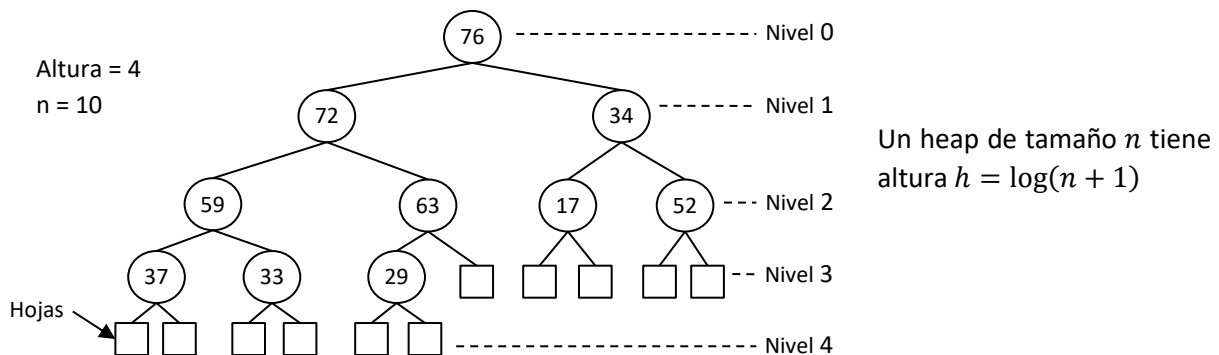 76
Nivel 0
Altura = 4
n = 10
72
34
Nivel 1
Un heap de tamaño n tiene
altura h = log(n + 1)
59
63
17
52
Nivel 2
37
33
29
Nivel 3
Hojas
Nivel 4